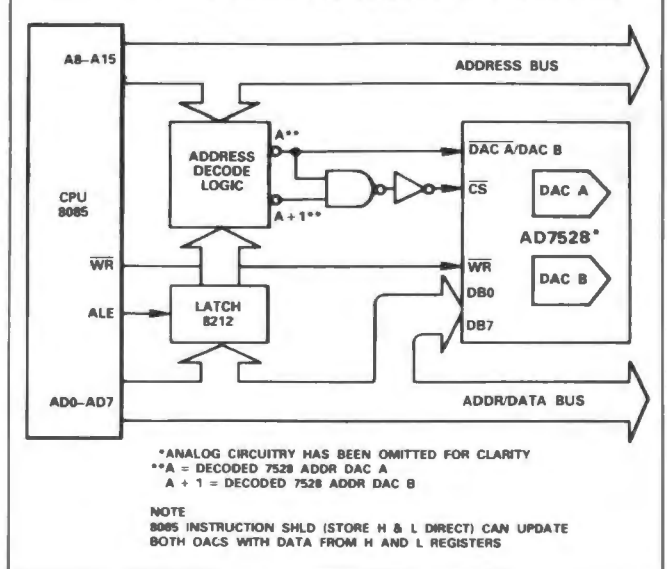 A8–A15
ADDRESS BUS
A**
ADDRESS
DECODE
LOGIC
DAC A/DAC B
CS
DAC A
CPU
8085
A + 1**
AD7528*
WR
WR
DAC B
DB0
ALE
LATCH
8212
DB7
AD0–AD7
ADDR/DATA BUS
*ANALOG CIRCUITRY HAS BEEN OMITTED FOR CLARITY
**A = DECODED 7528 ADDR DAC A
A + 1 = DECODED 7528 ADDR DAC B
NOTE
8085 INSTRUCTION SHLD (STORE H & L DIRECT) CAN UPDATE
BOTH OACS WITH DATA FROM H AND L REGISTERS